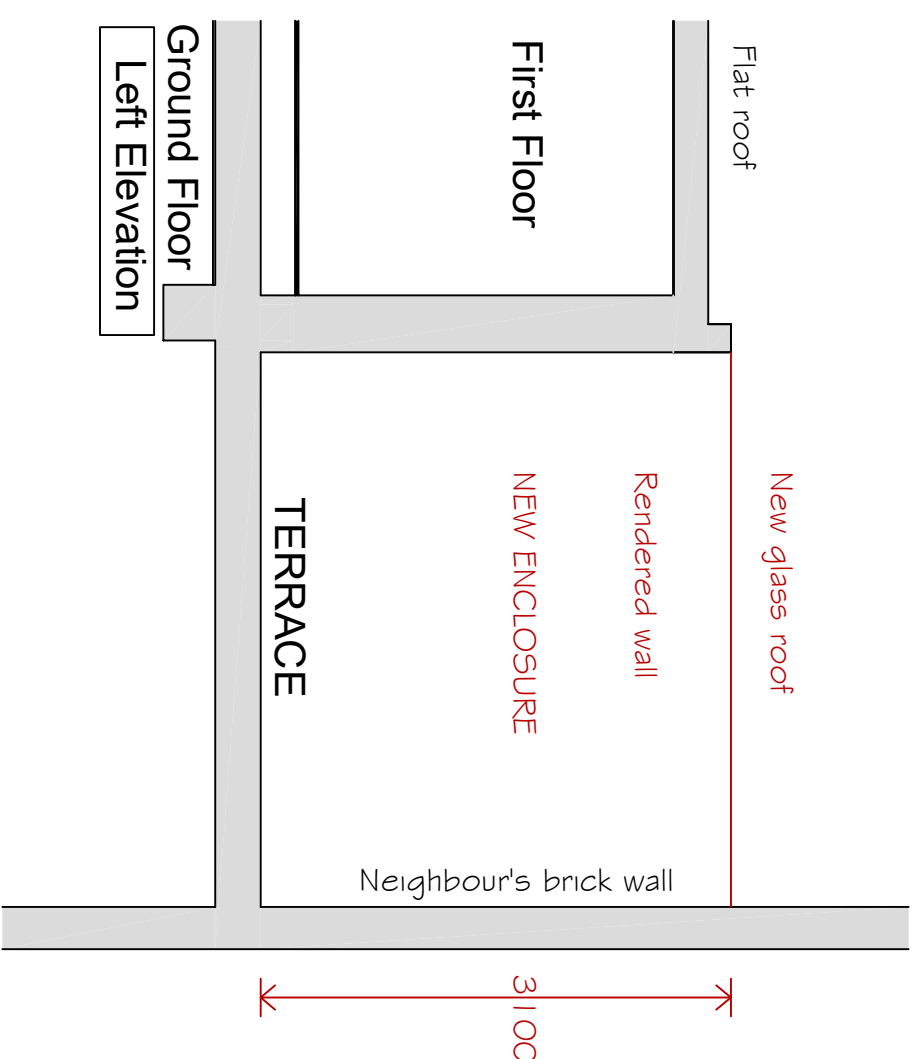 Flat roof
New glass roof
Rendered wall
First Floor
NEW ENCLOSURE
Neighbour's brick wall
3100
TERRACE
Ground Floor
Left Elevation